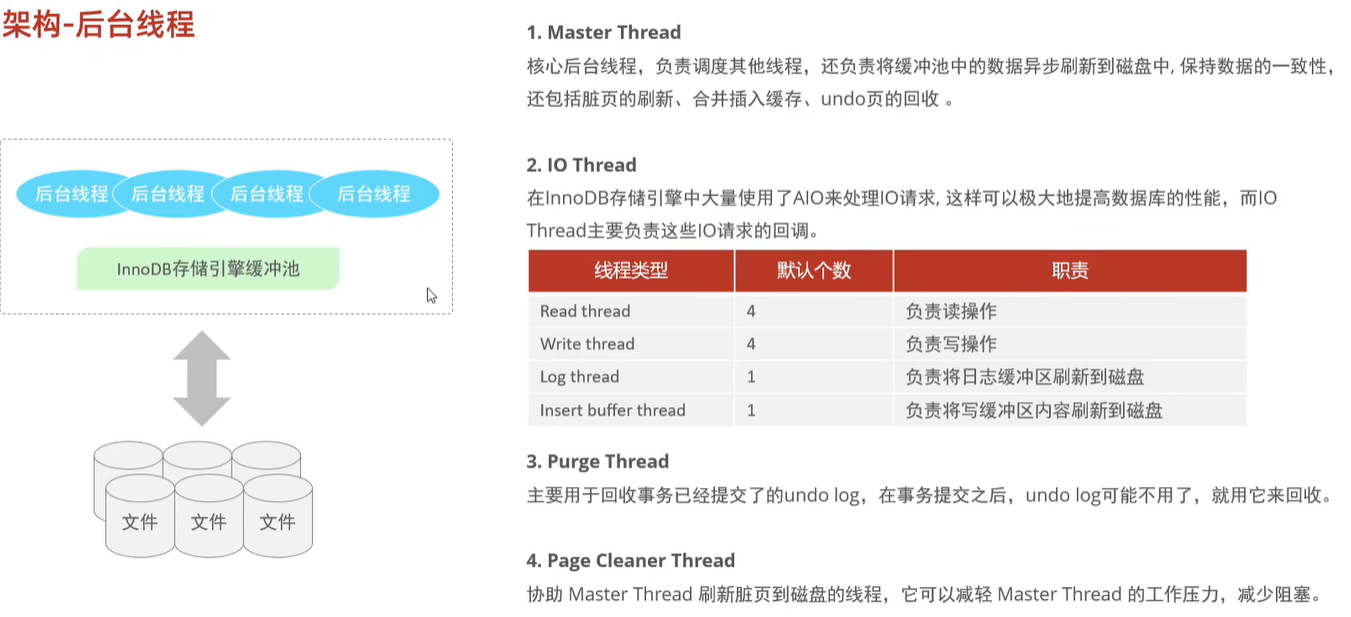 架构-后台线程
后台线程 后台线程 后台线程 后台线程
InnoDB存储引擎缓冲池
文件 文件 文件
1. Master Thread
核心后台线程，负责调度其他线程，还负责将缓冲池中的数据异步刷新到磁盘中, 保持数据的一致性，
还包括脏页的刷新、合并插入缓存、undo页的回收 。
2. IO Thread
在InnoDB存储引擎中大量使用了AIO来处理IO请求, 这样可以极大地提高数据库的性能，而IO
Thread主要负责这些IO请求的回调。
线程类型 默认个数 职责
Read thread 4 负责读操作
Write thread 4 负责写操作
Log thread 1 负责将日志缓冲区刷新到磁盘
Insert buffer thread 1 负责将写缓冲区内容刷新到磁盘
3. Purge Thread
主要用于回收事务已经提交了的undo log，在事务提交之后，undo log可能不用了，就用它来回收。
4. Page Cleaner Thread
协助 Master Thread 刷新脏页到磁盘的线程，它可以减轻 Master Thread 的工作压力，减少阻塞。